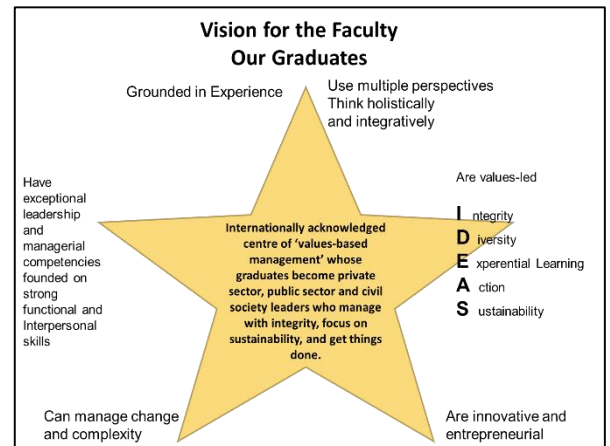 Vision for the Faculty
Our Graduates
Grounded in Experience
Use multiple perspectives
Think holistically
and integratively
Have
exceptional
leadership
and
managerial
competencies
founded on
strong
functional and
Interpersonal
skills
Internationally acknowledged
centre of ‘values-based
management’ whose
graduates become private
sector, public sector and civil
society leaders who manage
with integrity, focus on
sustainability, and get things
done.
Are values-led
I ntegrity
D iversity
E xperential Learning
A ction
S ustainability
Can manage change
and complexity
Are innovative and
entrepreneurial